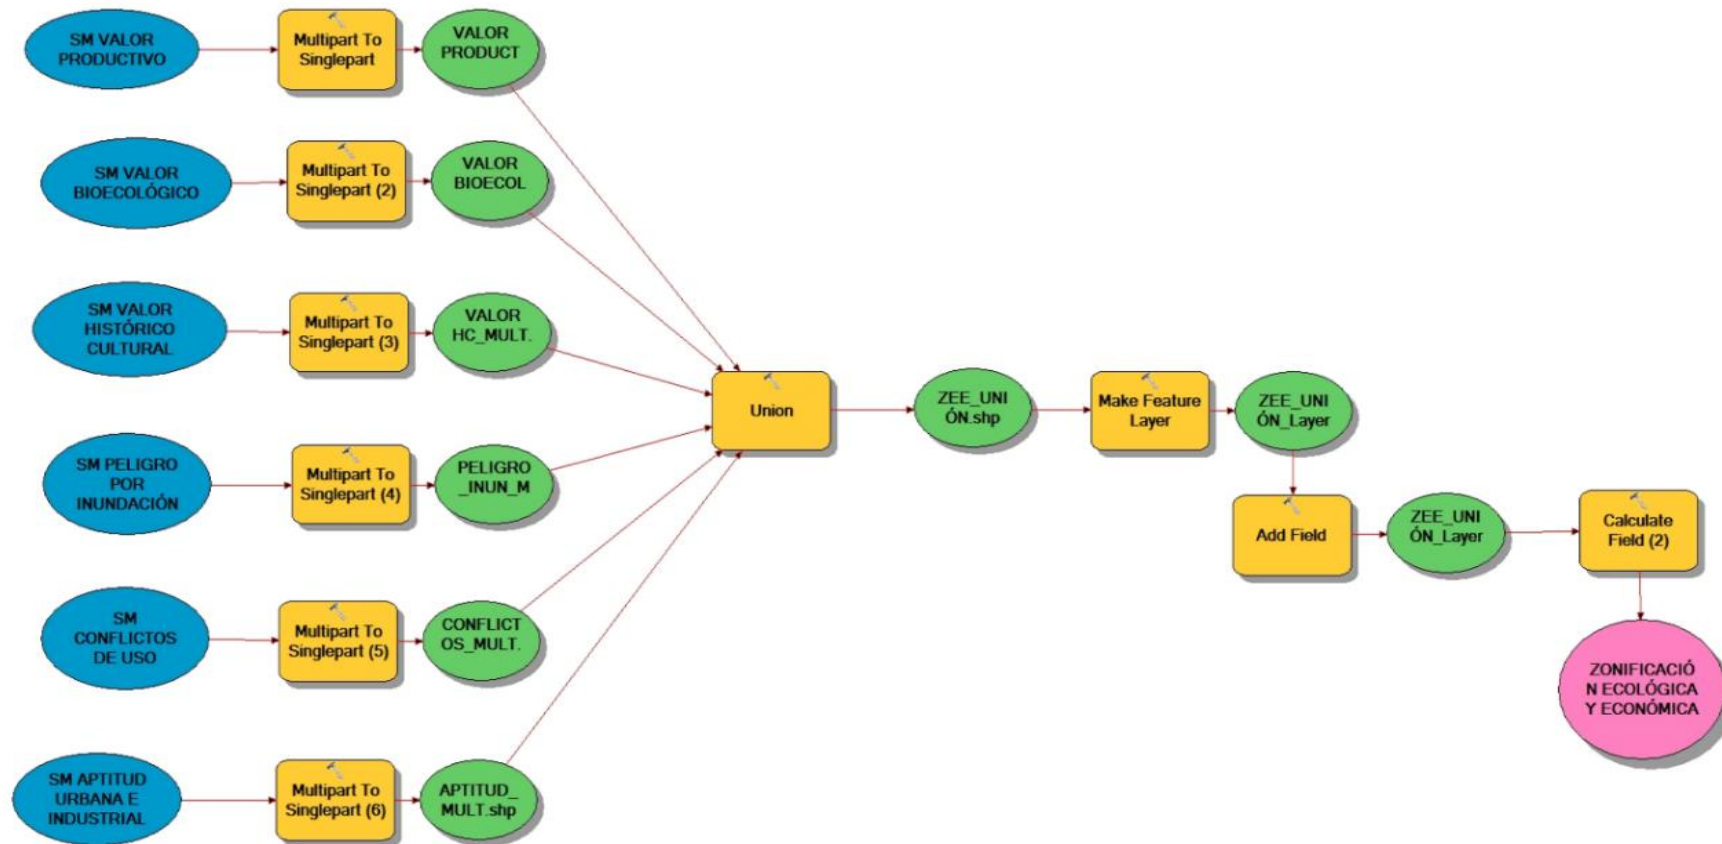 SM VALOR
PRODUCTIVO
Multipart To
Singlepart
VALOR
PRODUCT
SM VALOR
BIOECOLÓGICO
Multipart To
Singlepart (2)
VALOR
BIOECOL
SM VALOR
HISTÓRICO
CULTURAL
Multipart To
Singlepart (3)
VALOR
HC_MULT.
SM PELIGRO
POR
INUNDACIÓN
Multipart To
Singlepart (4)
PELIGRO
_INUN_M
SM
CONFLICTOS
DE USO
Multipart To
Singlepart (5)
CONFLICT
OS_MULT.
SM APTITUD
URBANA E
INDUSTRIAL
Multipart To
Singlepart (6)
APTITUD_
MULT.shp
Union
ZEE_UNI
ÓN.shp
Make Feature
Layer
ZEE_UNI
ÓN_Layer
Add Field
ZEE_UNI
ÓN_Layer
Calculate
Field (2)
ZONIFICACIÓ
N ECOLÓGICA
Y ECONÓMICA